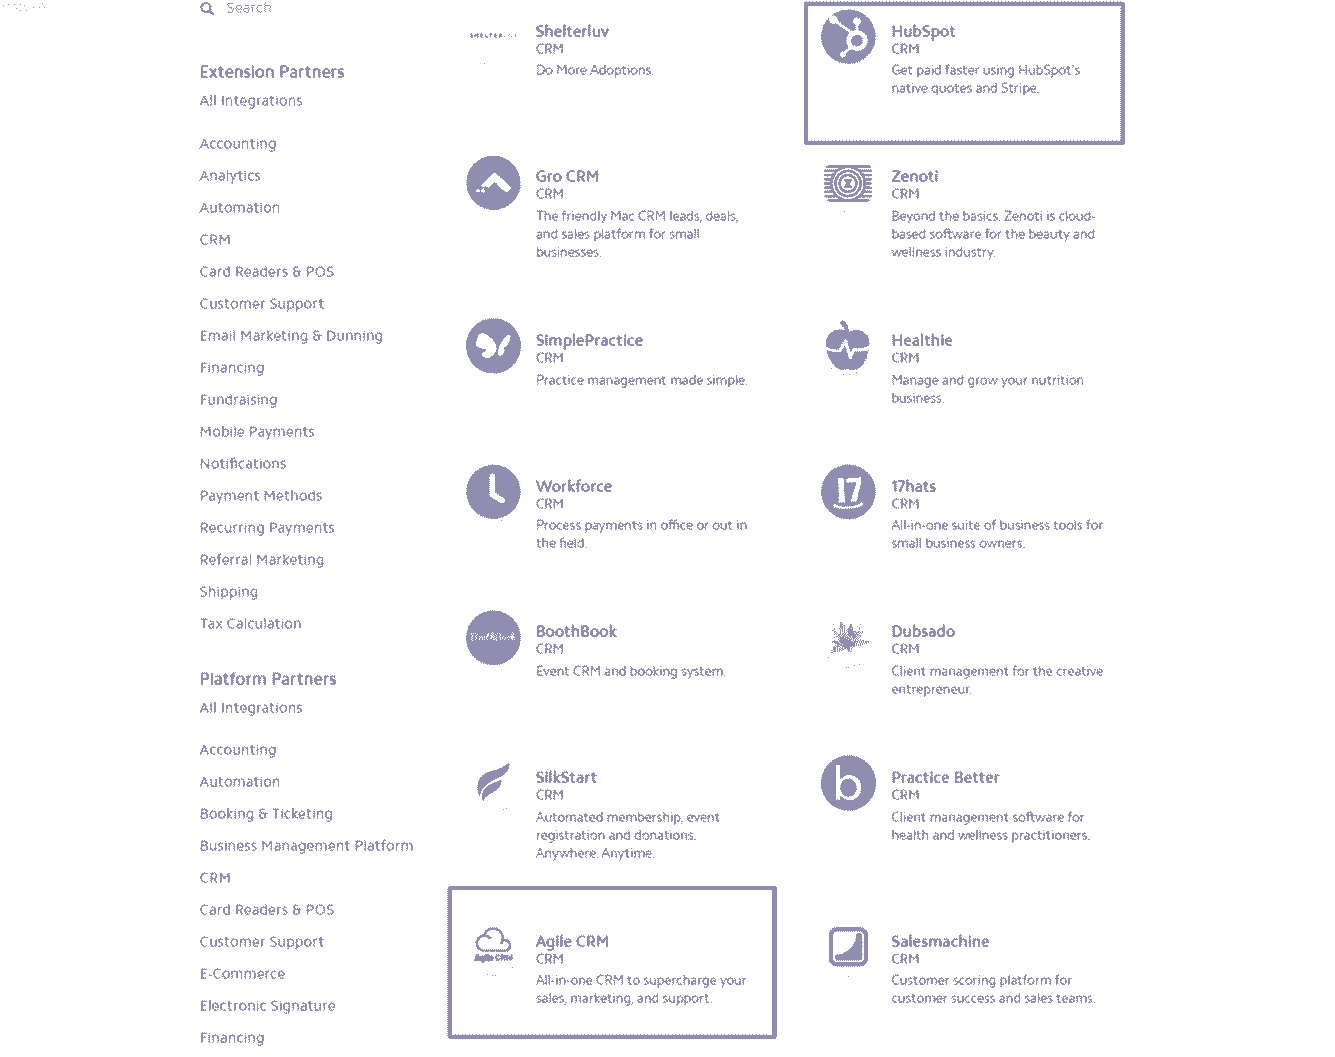 Search
Extension Partners
All Integrations
Accounting
Analytics
Automation
CRM
Card Readers & POS
Customer Support
Email Marketing & Dunning
Financing
Fundraising
Mobile Payments
Notifications
Payment Methods
Recurring Payments
Referral Marketing
Shipping
Tax Calculation
Platform Partners
All Integrations
Accounting
Automation
Booking & Ticketing
Business Management Platform
CRM
Card Readers & POS
Customer Support
E-Commerce
Electronic Signature
Financing
Shelterluv
CRM
Do More Adoptions.
HubSpot
CRM
Get paid faster using HubSpot's
native quotes and Stripe.
Gro CRM
CRM
The friendly Mac CRM leads, deals,
and sales platform for small
businesses.
Zenoti
CRM
Beyond the basics. Zenoti is cloud-
based software for the beauty and
wellness industry.
SimplePractice
CRM
Practice management made simple.
Healthie
CRM
Manage and grow your nutrition
business.
Workforce
CRM
Process payments in office or out in
the field.
17
17hats
CRM
All-in-one suite of business tools for
small business owners.
BoothBook
BoothBook
CRM
Event CRM and booking system.
Dubsado
CRM
Client management for the creative
entrepreneur.
SilkStart
CRM
Automated membership, event
registration and donations.
Anywhere. Anytime.
b
Practice Better
CRM
Client management software for
health and wellness practitioners.
Agile CRM
Agile CRM
CRM
All-in-one CRM to supercharge your
sales, marketing, and support.
Salesmachine
CRM
Customer scoring platform for
customer success and sales teams.